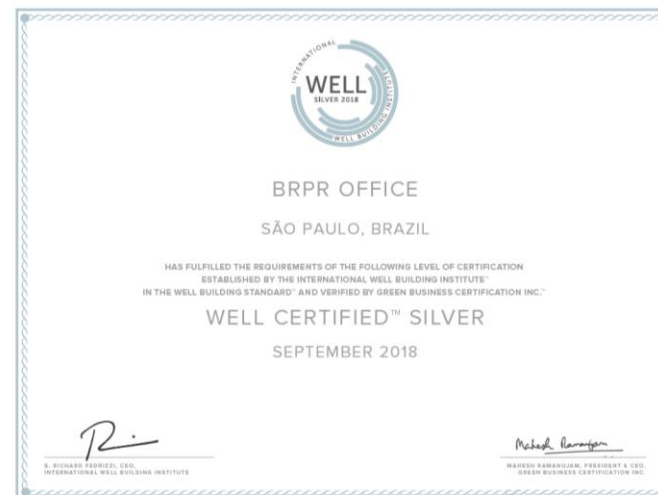 INTERNATIONAL
WELL BUILDING INSTITUTE
WELL
SILVER 2018
BRPR OFFICE
SÃO PAULO, BRAZIL
HAS FULFILLED THE REQUIREMENTS OF THE FOLLOWING LEVEL OF CERTIFICATION
ESTABLISHED BY THE INTERNATIONAL WELL BUILDING INSTITUTE™
IN THE WELL BUILDING STANDARD™ AND VERIFIED BY GREEN BUSINESS CERTIFICATION INC.™
WELL CERTIFIED™ SILVER
SEPTEMBER 2018
Mahesh Ramanujam
S. RICHARD FEDRIZZI, CEO,
INTERNATIONAL WELL BUILDING INSTITUTE
MAHESH RAMANUJAM, PRESIDENT & CEO,
GREEN BUSINESS CERTIFICATION INC.